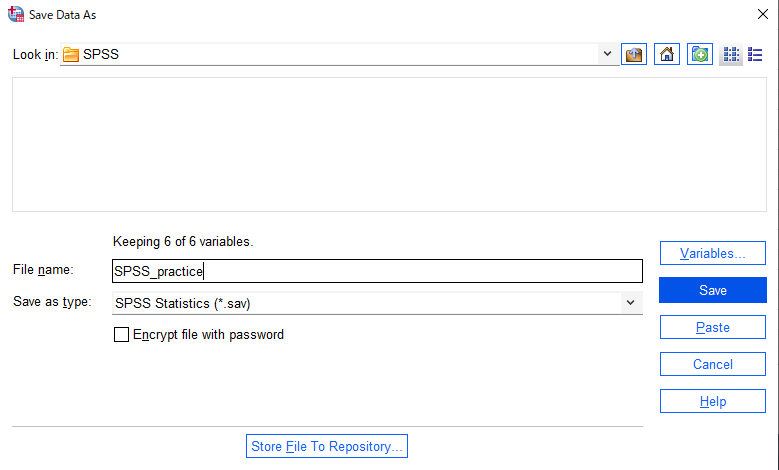 Save Data As
Look in: SPSS
Keeping 6 of 6 variables.
File name: SPSS_practice
Save as type: SPSS Statistics (*.sav)
Encrypt file with password
Variables...
Save
Paste
Cancel
Help
Store File To Repository...